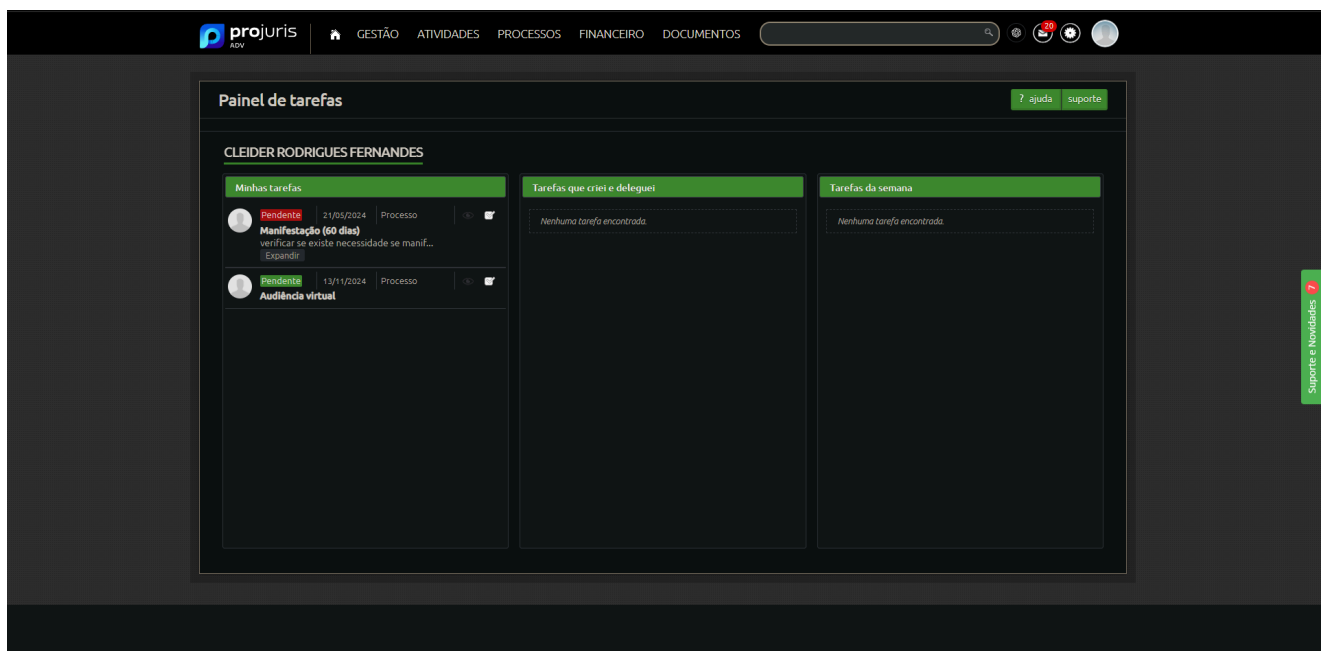 projuris
ADV
GESTÃO ATIVIDADES PROCESSOS FINANCEIRO DOCUMENTOS
20
Painel de tarefas
? ajuda suporte
CLEIDER RODRIGUES FERNANDES
Minhas tarefas
Pendente 21/05/2024 Processo
Manifestação (60 dias)
verificar se existe necessidade se manif...
Expandir
Pendente 13/11/2024 Processo
Audiência virtual
Tarefas que criei e deleguei
Nenhuma tarefa encontrada.
Tarefas da semana
Nenhuma tarefa encontrada.
Suporte e Novidades 7